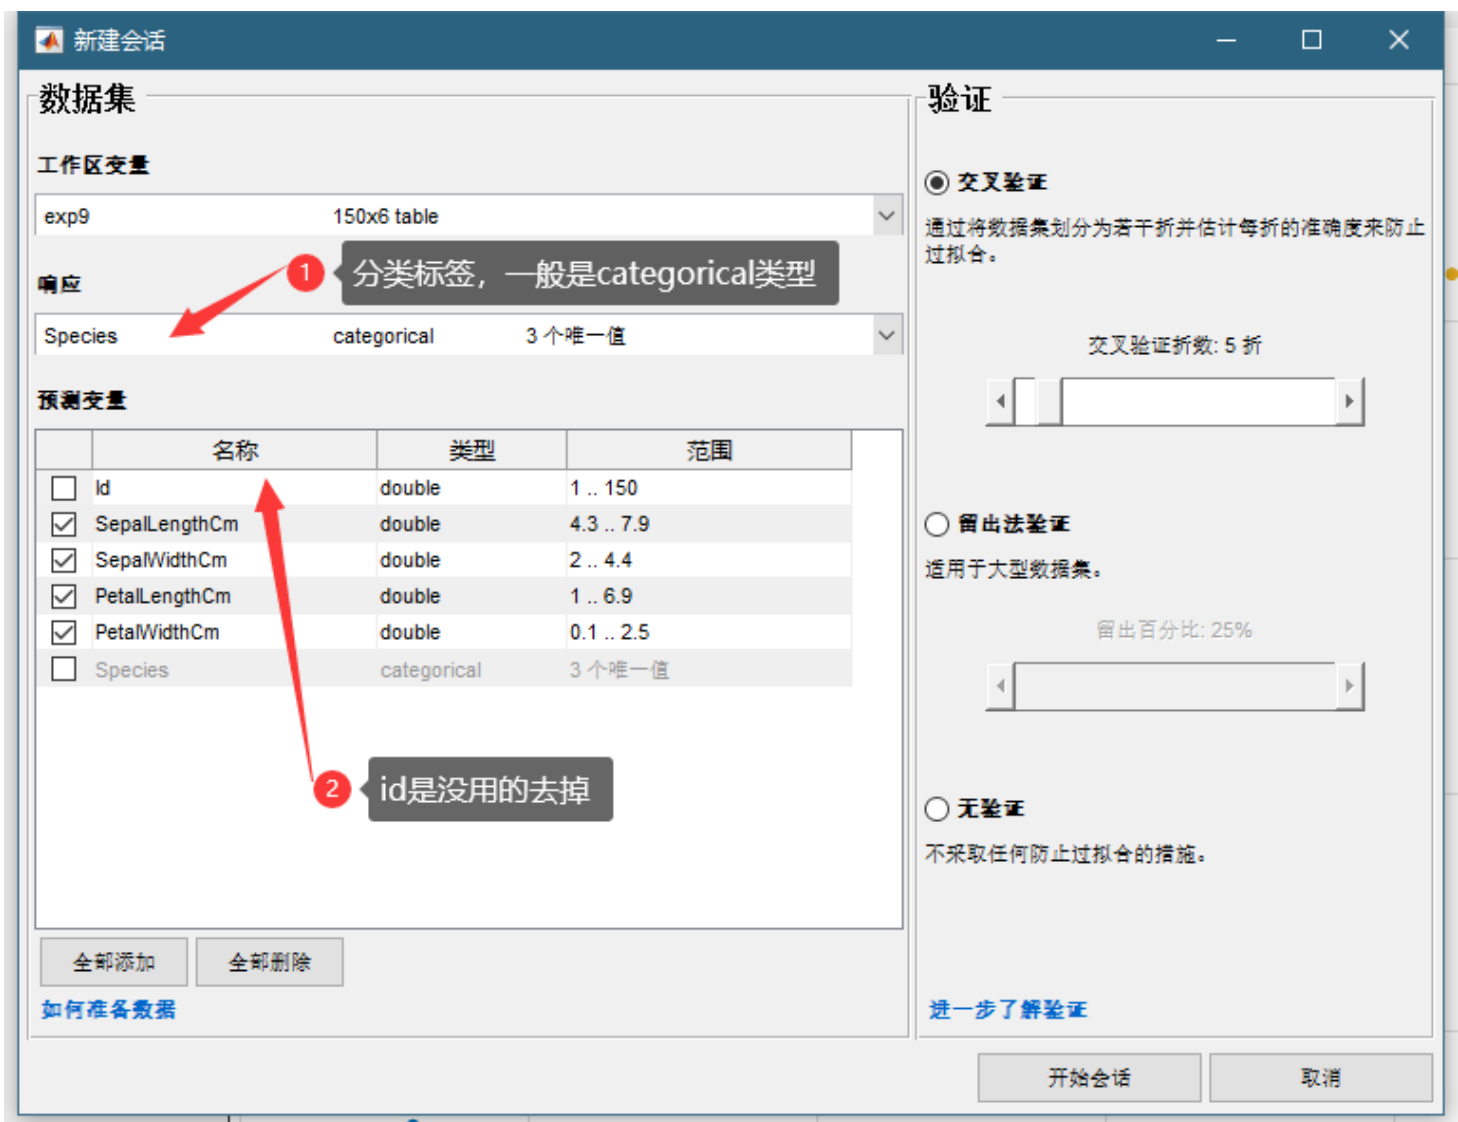 新建会话
数据集
工作区变量
exp9 150x6 table
1 分类标签，一般是categorical类型
响应
Species categorical 3 个唯一值
预测变量
名称 类型 范围
Id double 1 .. 150
SepalLengthCm double 4.3 .. 7.9
SepalWidthCm double 2 .. 4.4
PetalLengthCm double 1 .. 6.9
PetalWidthCm double 0.1 .. 2.5
Species categorical 3 个唯一值
2 id是没用的去掉
全部添加 全部删除
如何准备数据
验证
交叉验证
通过将数据集划分为若干折并估计每折的准确度来防止
过拟合。
交叉验证折数: 5 折
留出法验证
适用于大型数据集。
留出百分比: 25%
无验证
不采取任何防止过拟合的措施。
进一步了解验证
开始会话 取消